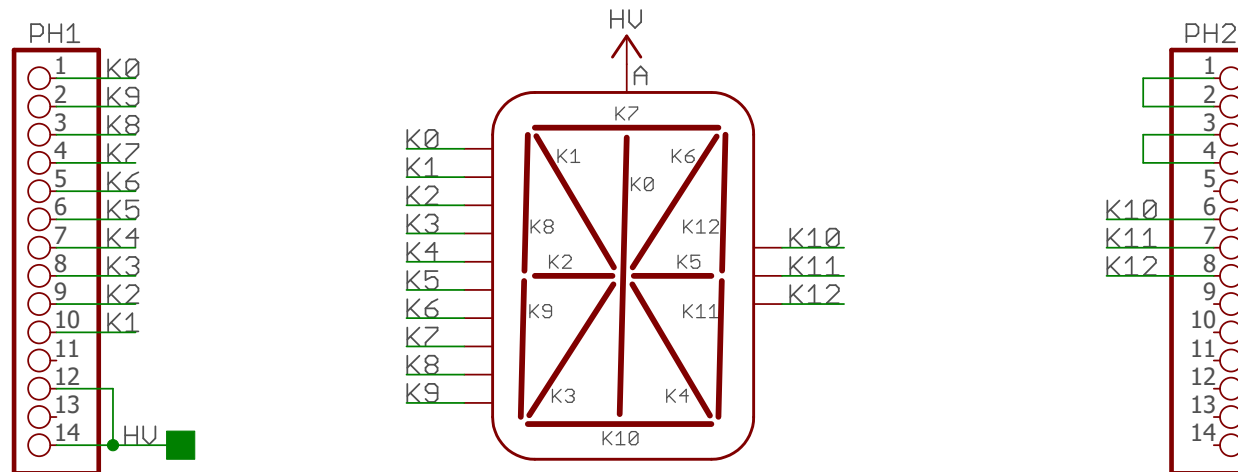 PH1
1 K0
2 K9
3 K8
4 K7
5 K6
6 K5
7 K4
8 K3
9 K2
10 K1
11
12
13
14 HV
HV
A
K7
K1
K6
K0
K8
K12
K2
K5
K9
K11
K3
K4
K10
K0
K1
K2
K3
K4
K5
K6
K7
K8
K9
K10
K11
K12
PH2
1
2
3
4
5
K10 6
K11 7
K12 8
9
10
11
12
13
14